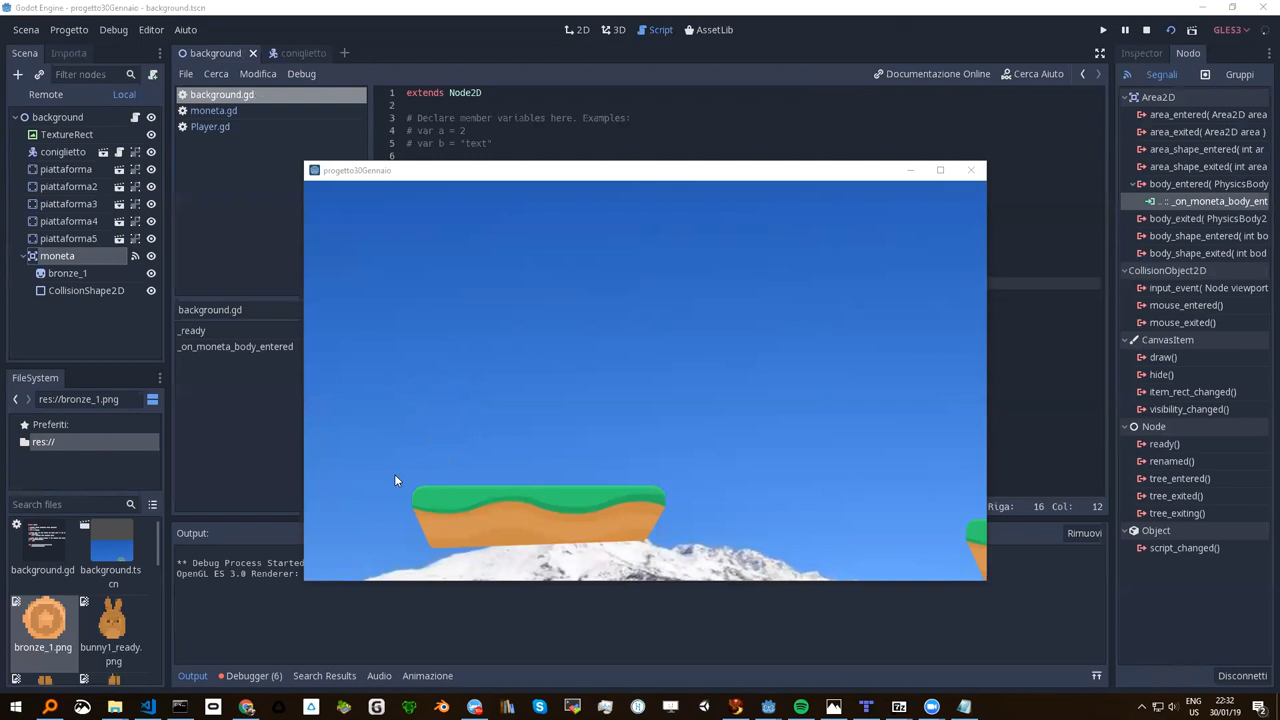 Godot Engine - progetto30Gennaio - background.tscn
Scena Progetto Debug Editor Aiuto
2D 3D Script AssetLib
GLES3
Scena Importa
Filter nodes
Remote Local
background
TextureRect
coniglietto
piattaforma
piattaforma2
piattaforma3
piattaforma4
piattaforma5
moneta
bronze_1
CollisionShape2D
FileSystem
res://bronze_1.png
Preferiti:
res://
Search files
background.gd
background.ts
cn
bronze_1.png
bunny1_ready.
png
background coniglietto
File Cerca Modifica Debug
Documentazione Online Cerca Aiuto
background.gd
moneta.gd
Player.gd
background.gd
_ready
_on_moneta_body_entered
1 extends Node2D
2
3 # Declare member variables here. Examples:
4 # var a = 2
5 # var b = "text"
6
progetto30Gennaio
Riga: 16 Col: 12
Output:
Rimuovi
** Debug Process Started
OpenGL ES 3.0 Renderer:
Output Debugger (6) Search Results Audio Animazione
Inspector Nodo
Segnali Gruppi
Area2D
area_entered( Area2D area
area_exited( Area2D area )
area_shape_entered( int ar
area_shape_exited( int area
body_entered( PhysicsBody
.. :: _on_moneta_body_ent
body_exited( PhysicsBody2
body_shape_entered( int bo
body_shape_exited( int bod
CollisionObject2D
input_event( Node viewport
mouse_entered()
mouse_exited()
CanvasItem
draw()
hide()
item_rect_changed()
visibility_changed()
Node
ready()
renamed()
tree_entered()
tree_exited()
tree_exiting()
Object
script_changed()
Disconnetti
ENG
22:32
30/01/19